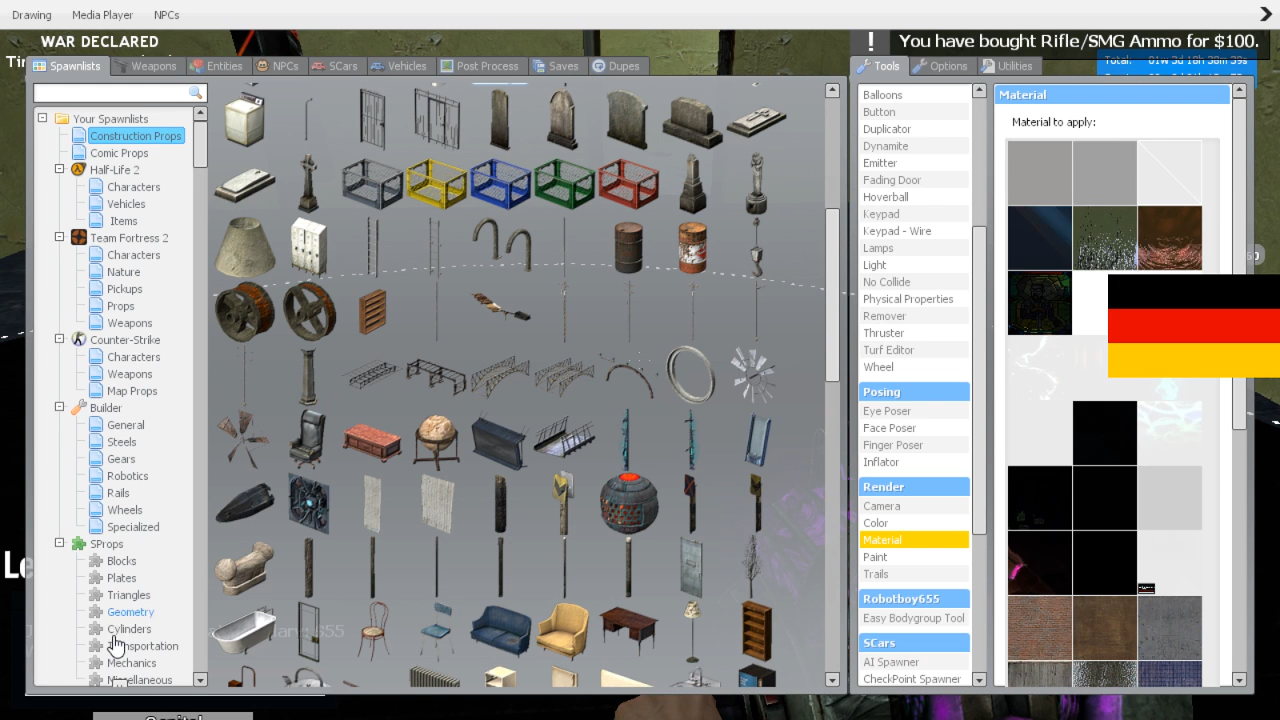 Drawing Media Player NPCs
WAR DECLARED
You have bought Rifle/SMG Ammo for $100.
Spawnlists Weapons Entities NPCs SCars Vehicles Post Process Saves Dupes
Tools Options Utilities
Your Spawnlists
Construction Props
Comic Props
Half-Life 2
Characters
Vehicles
Items
Team Fortress 2
Characters
Nature
Pickups
Props
Weapons
Counter-Strike
Characters
Weapons
Map Props
Builder
General
Steels
Gears
Robotics
Rails
Wheels
Specialized
SProps
Blocks
Plates
Triangles
Geometry
Cylinders
Transportation
Mechanics
Miscellaneous
Balloons
Button
Duplicator
Dynamite
Emitter
Fading Door
Hoverball
Keypad
Keypad - Wire
Lamps
Light
No Collide
Physical Properties
Remover
Thruster
Turf Editor
Wheel
Posing
Eye Poser
Face Poser
Finger Poser
Inflator
Render
Camera
Color
Material
Paint
Trails
Robotboy655
Easy Bodygroup Tool
SCars
AI Spawner
CheckPoint Spawner
Material
Material to apply: